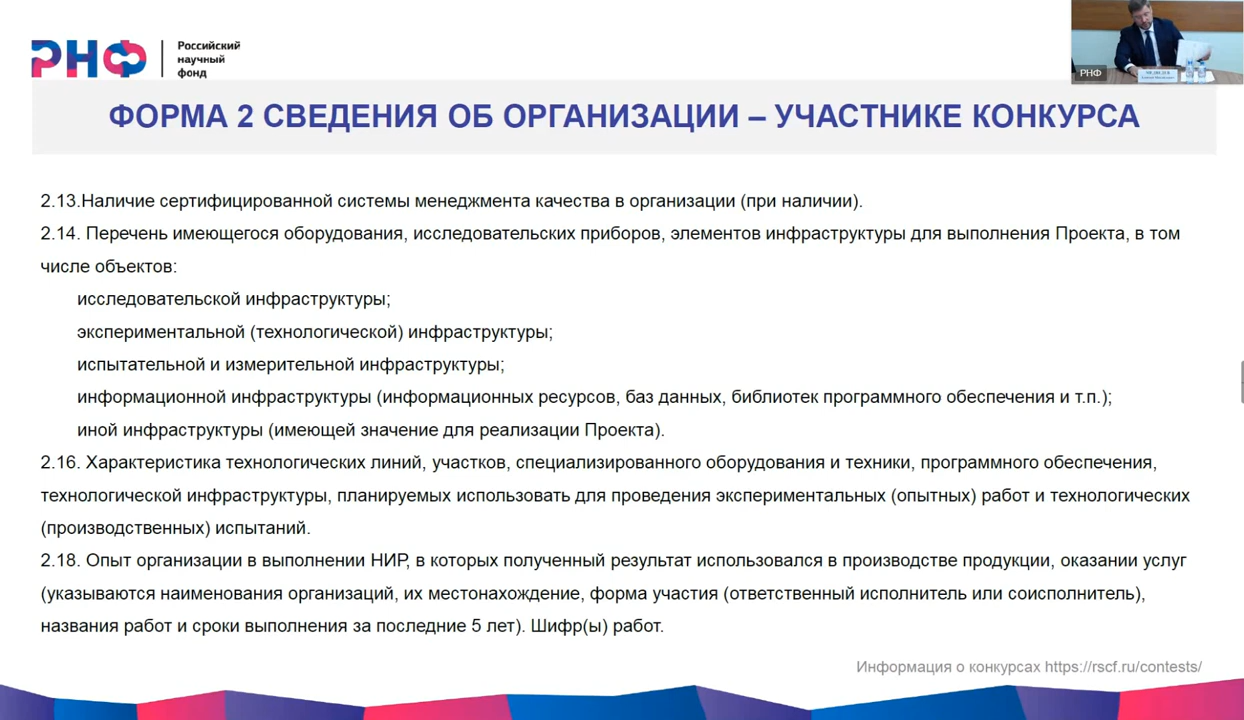 РНФ
Российский
научный
фонд
РНФ
ФОРМА 2 СВЕДЕНИЯ ОБ ОРГАНИЗАЦИИ – УЧАСТНИКЕ КОНКУРСА
2.13.Наличие сертифицированной системы менеджмента качества в организации (при наличии).
2.14. Перечень имеющегося оборудования, исследовательских приборов, элементов инфраструктуры для выполнения Проекта, в том
числе объектов:
исследовательской инфраструктуры;
экспериментальной (технологической) инфраструктуры;
испытательной и измерительной инфраструктуры;
информационной инфраструктуры (информационных ресурсов, баз данных, библиотек программного обеспечения и т.п.);
иной инфраструктуры (имеющей значение для реализации Проекта).
2.16. Характеристика технологических линий, участков, специализированного оборудования и техники, программного обеспечения,
технологической инфраструктуры, планируемых использовать для проведения экспериментальных (опытных) работ и технологических
(производственных) испытаний.
2.18. Опыт организации в выполнении НИР, в которых полученный результат использовался в производстве продукции, оказании услуг
(указываются наименования организаций, их местонахождение, форма участия (ответственный исполнитель или соисполнитель),
названия работ и сроки выполнения за последние 5 лет). Шифр(ы) работ.
Информация о конкурсах https://rscf.ru/contests/